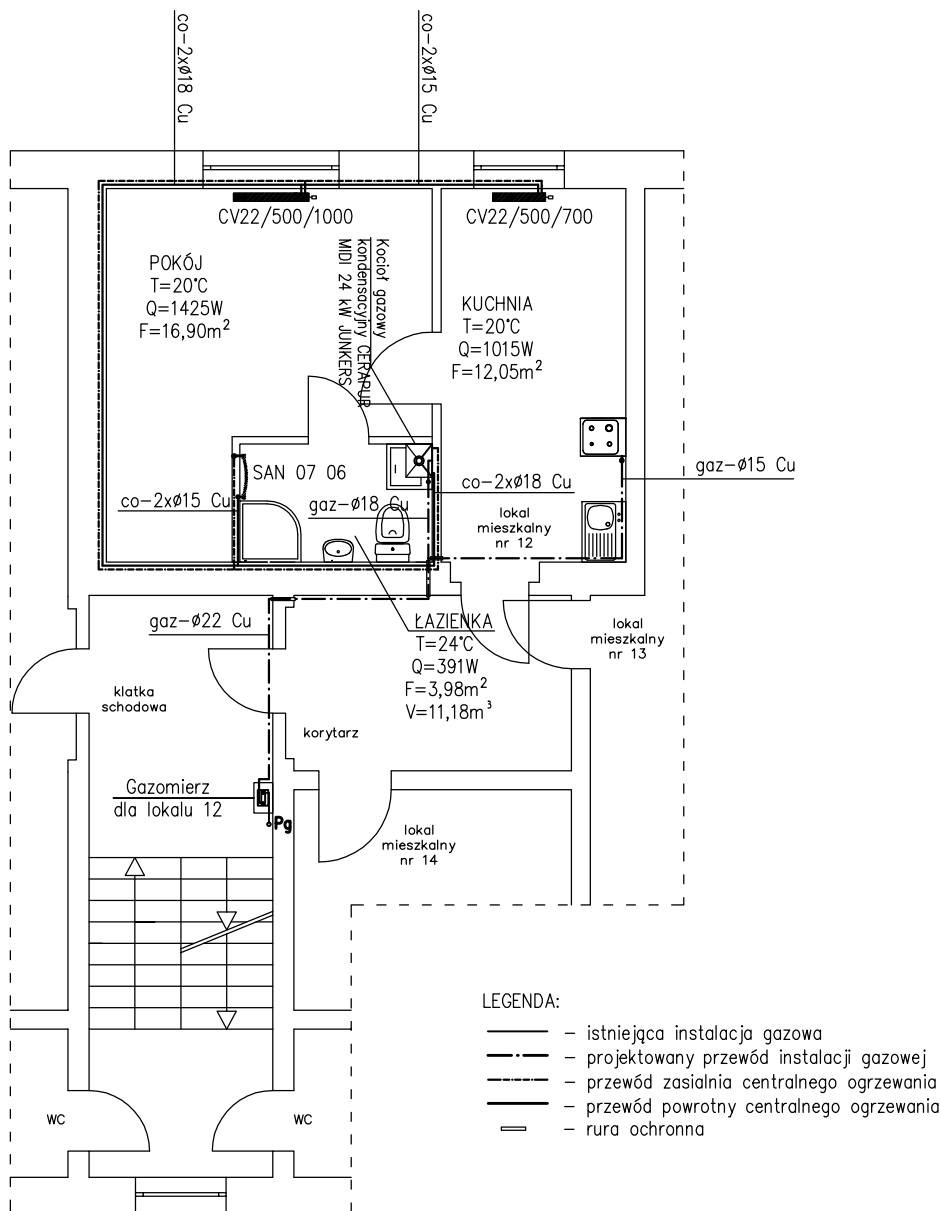 co-2xø18 Cu
co-2xø15 Cu
CV22/500/1000
CV22/500/700
POKÓJ
T=20°C
Q=1425W
F=16,90m²
Kocioł gazowy
kondensacyjny CERAPUR
MIDI 24 kW JUNKERS
KUCHNIA
T=20°C
Q=1015W
F=12,05m²
SAN 07 06
gaz-ø15 Cu
co-2xø15 Cu
gaz-ø18 Cu
co-2xø18 Cu
lokal
mieszkalny
nr 12
gaz-ø22 Cu
ŁAZIENKA
T=24°C
Q=391W
F=3,98m²
V=11,18m³
lokal
mieszkalny
nr 13
klatka
schodowa
korytarz
Gazomierz
dla lokalu 12
Pg
lokal
mieszkalny
nr 14
LEGENDA:
– istniejąca instalacja gazowa
– projektowany przewód instalacji gazowej
– przewód zasialnia centralnego ogrzewania
– przewód powrotny centralnego ogrzewania
– rura ochronna
WC
WC